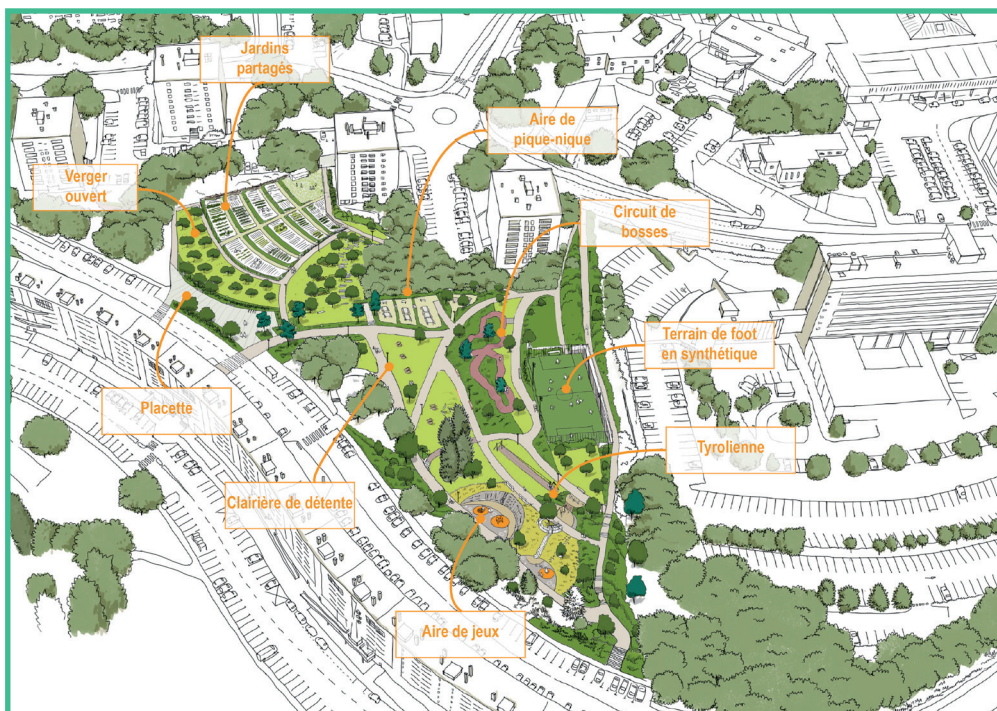 Jardins
partagés
Aire de
pique-nique
Verger
ouvert
Circuit de
bosses
Terrain de foot
en synthétique
Placette
Tyrolienne
Clairière de détente
Aire de jeux